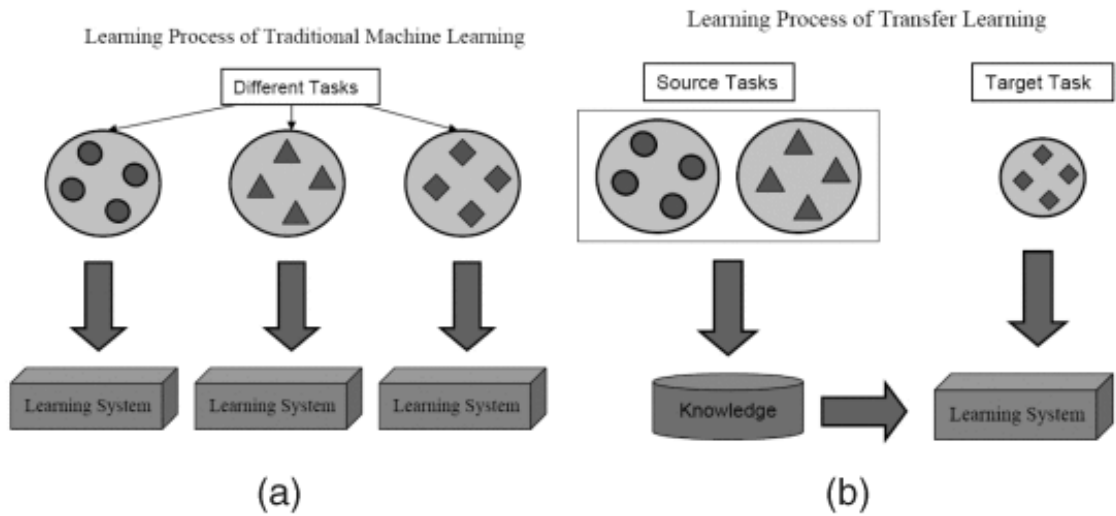 Learning Process of Traditional Machine Learning
Different Tasks
Learning System
Learning System
Learning System
(a)
Learning Process of Transfer Learning
Source Tasks
Target Task
Knowledge
Learning System
(b)